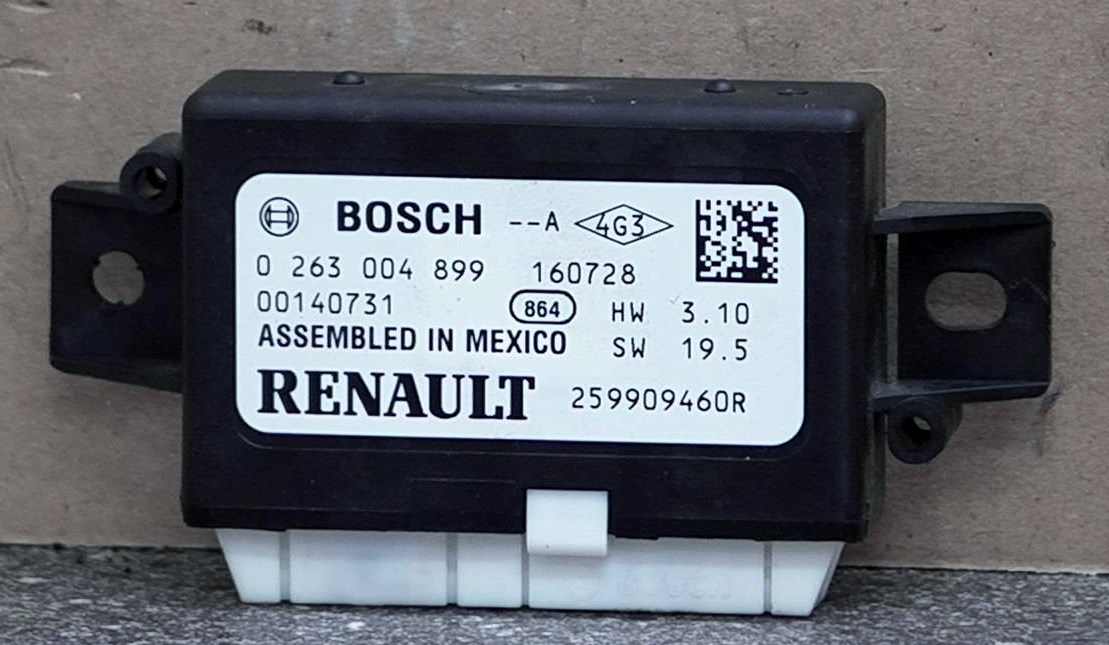 BOSCH --A 4G3
0 263 004 899 160728
00140731 864 HW 3.10
ASSEMBLED IN MEXICO SW 19.5
RENAULT 259909460R